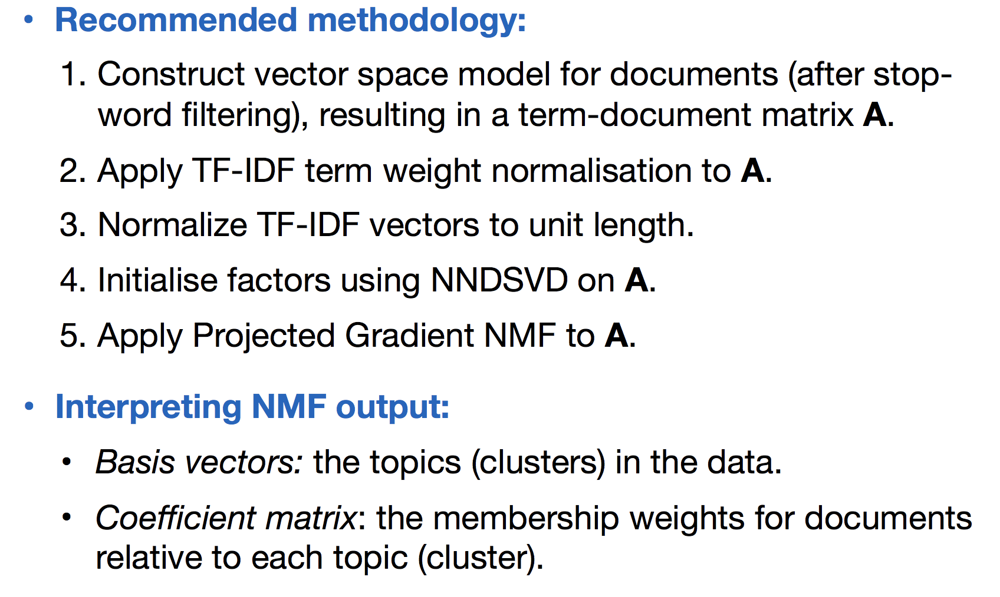 • Recommended methodology:
1. Construct vector space model for documents (after stop-
word filtering), resulting in a term-document matrix A.
2. Apply TF-IDF term weight normalisation to A.
3. Normalize TF-IDF vectors to unit length.
4. Initialise factors using NNDSVD on A.
5. Apply Projected Gradient NMF to A.
• Interpreting NMF output:
• Basis vectors: the topics (clusters) in the data.
• Coefficient matrix: the membership weights for documents
relative to each topic (cluster).